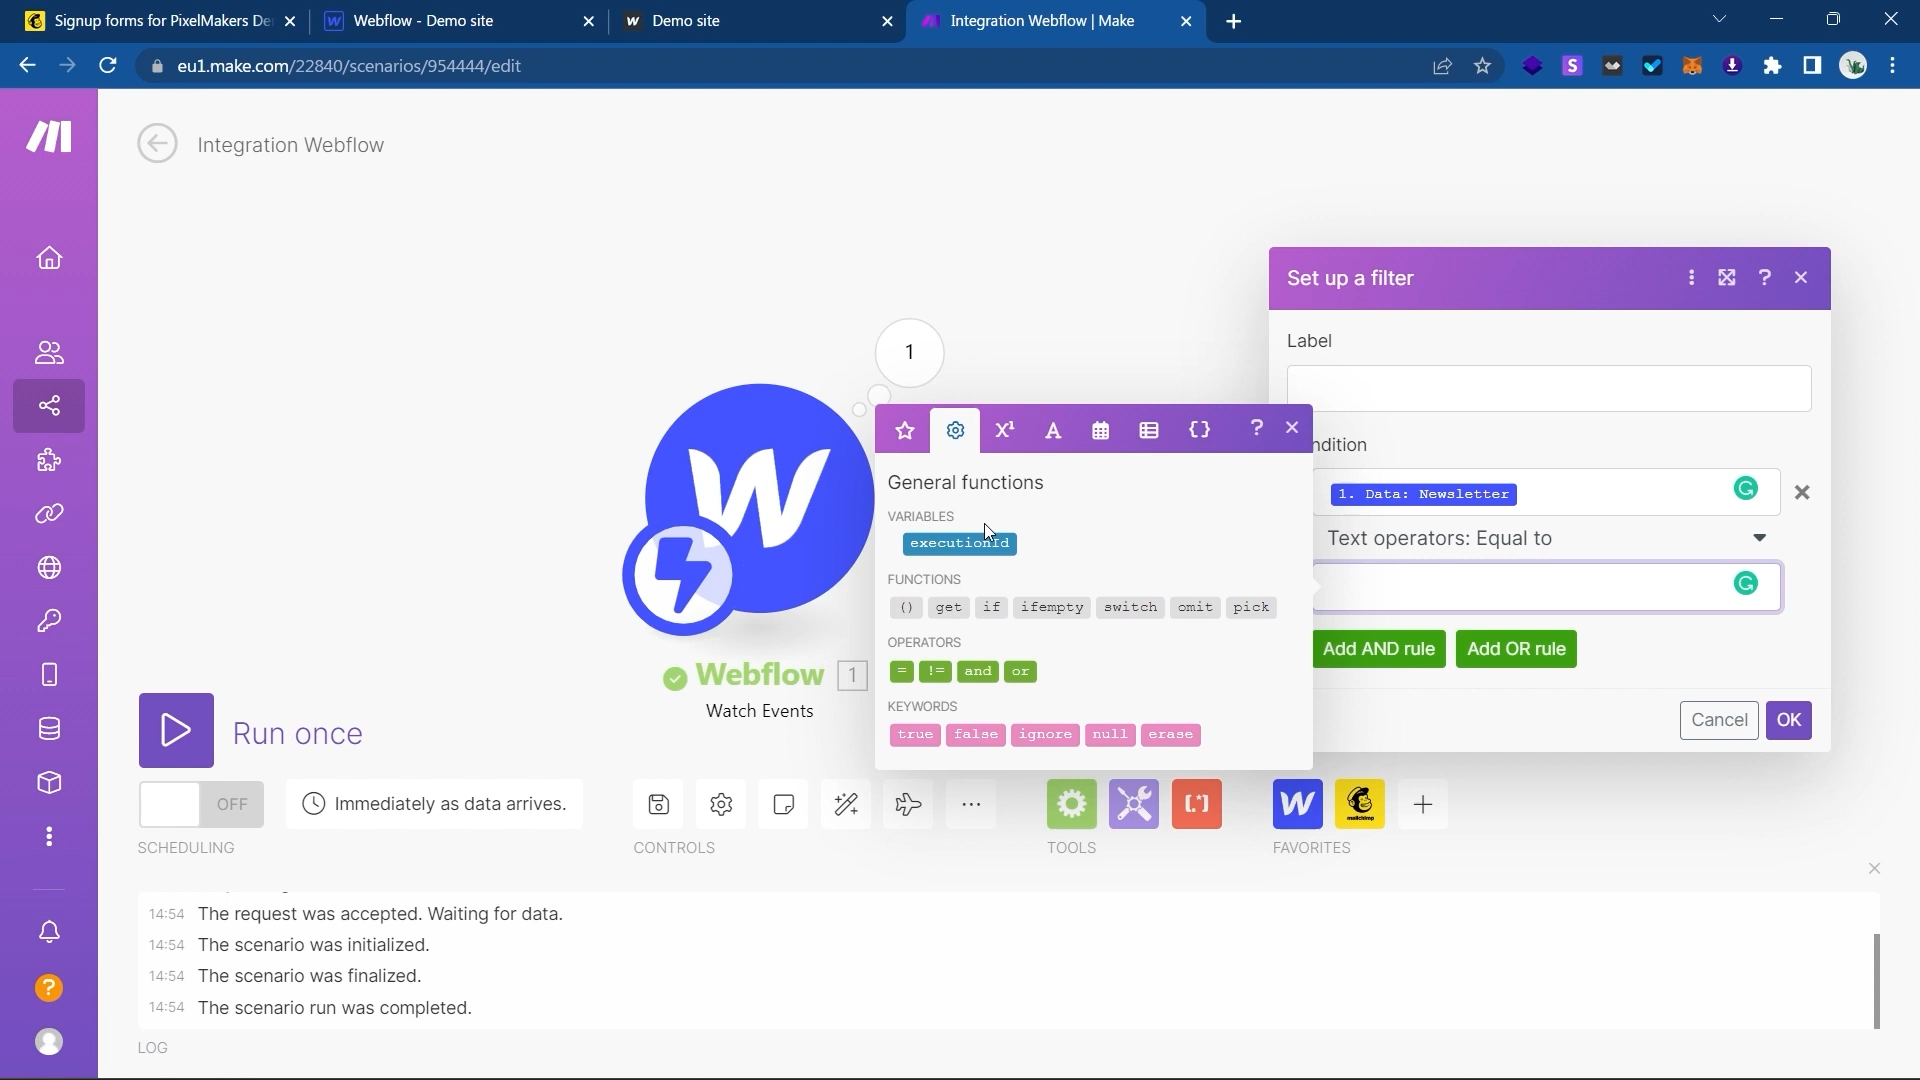 Signup forms for PixelMakers De
Webflow - Demo site
Demo site
Integration Webflow | Make
eu1.make.com/22840/scenarios/954444/edit
Integration Webflow
Set up a filter
Label
1
ndition
General functions
1. Data: Newsletter
VARIABLES
executionId
Text operators: Equal to
FUNCTIONS
() get if ifempty switch omit pick
OPERATORS
= != and or
Add AND rule Add OR rule
Webflow 1
Watch Events
KEYWORDS
true false ignore null erase
Cancel OK
Run once
OFF
Immediately as data arrives.
mailchimp
SCHEDULING
CONTROLS
TOOLS
FAVORITES
14:54 The request was accepted. Waiting for data.
14:54 The scenario was initialized.
14:54 The scenario was finalized.
14:54 The scenario run was completed.
LOG